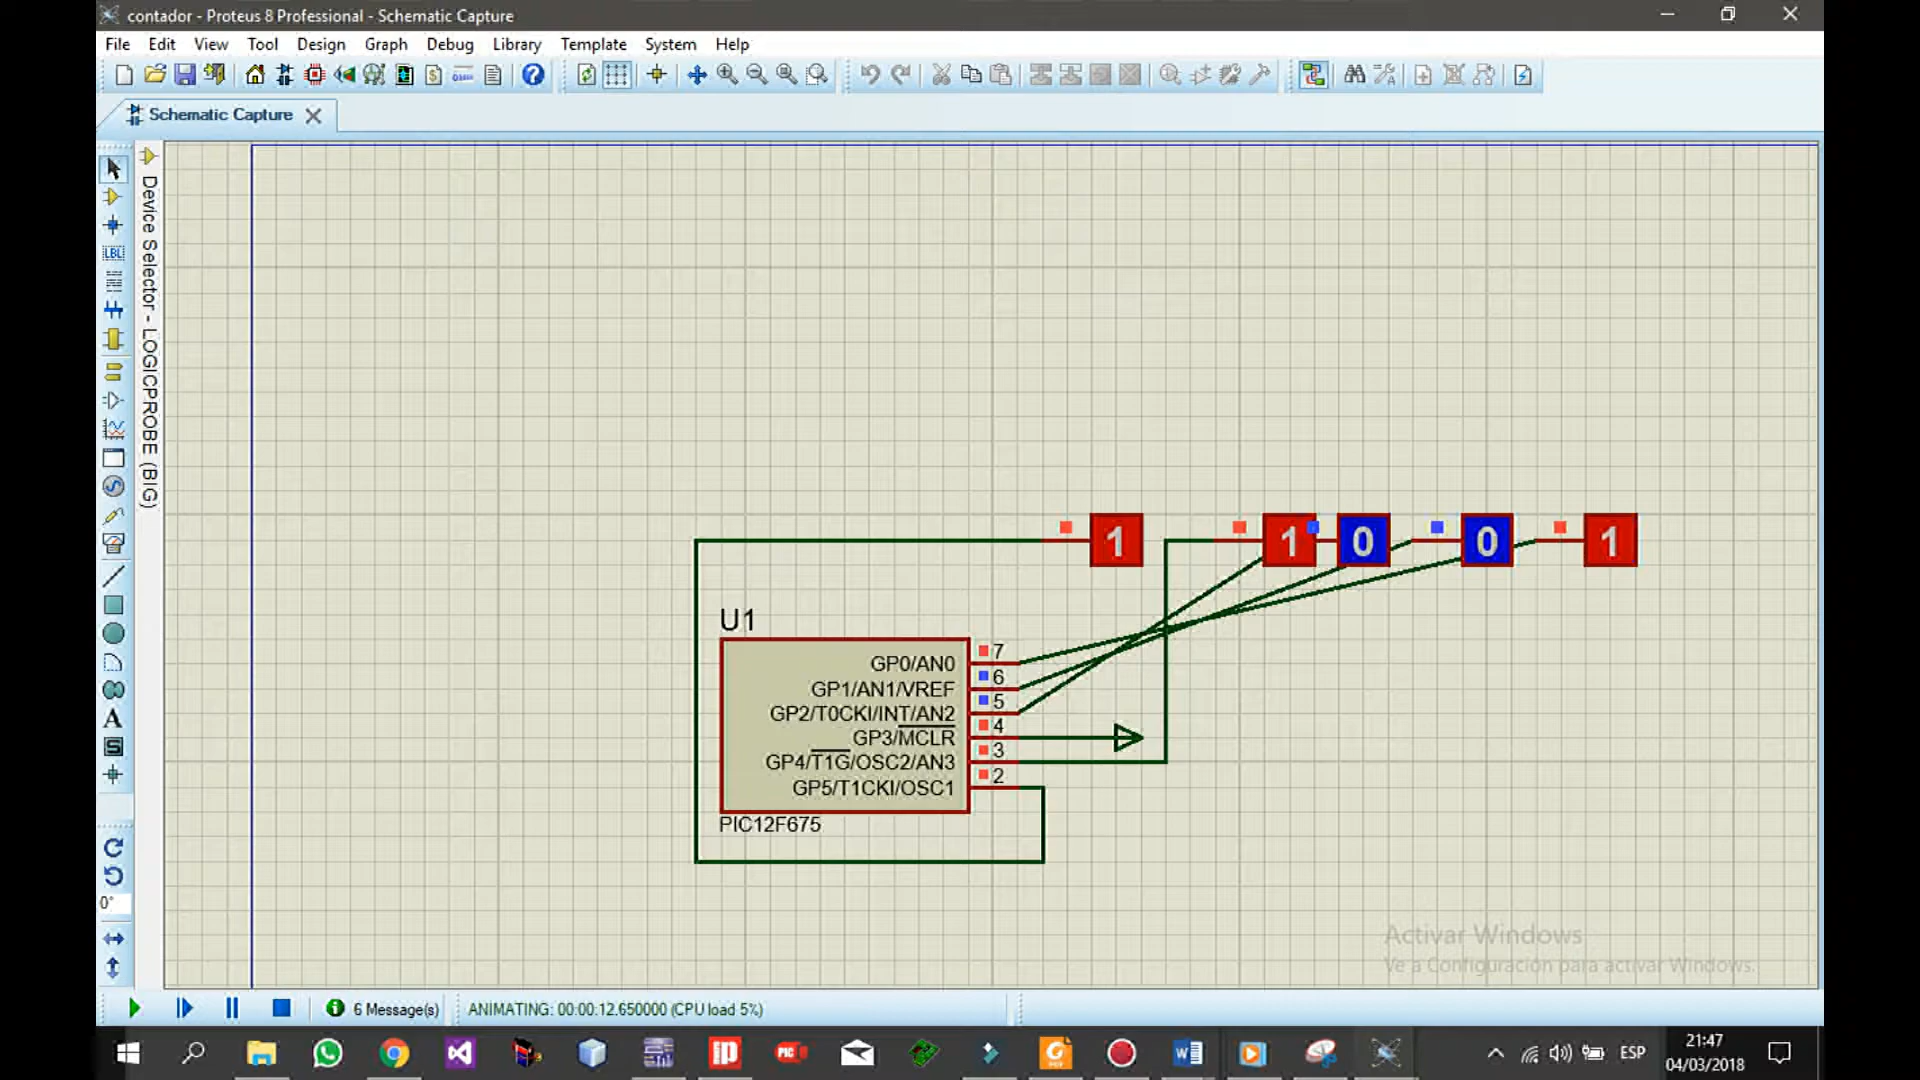 contador - Proteus 8 Professional - Schematic Capture
File Edit View Tool Design Graph Debug Library Template System Help
Schematic Capture
Device Selector - LOGICPROBE (BIG)
LBL
A
S
0°
1 1 0 0 1
U1
GP0/AN0 7
GP1/AN1/VREF 6
GP2/T0CKI/INT/AN2 5
GP3/MCLR 4
GP4/T1G/OSC2/AN3 3
GP5/T1CKI/OSC1 2
PIC12F675
Activar Windows
Ve a Configuración para activar Windows.
6 Message(s) ANIMATING: 00:00:12.650000 (CPU load 5%)
PIC
ESP
21:47
04/03/2018